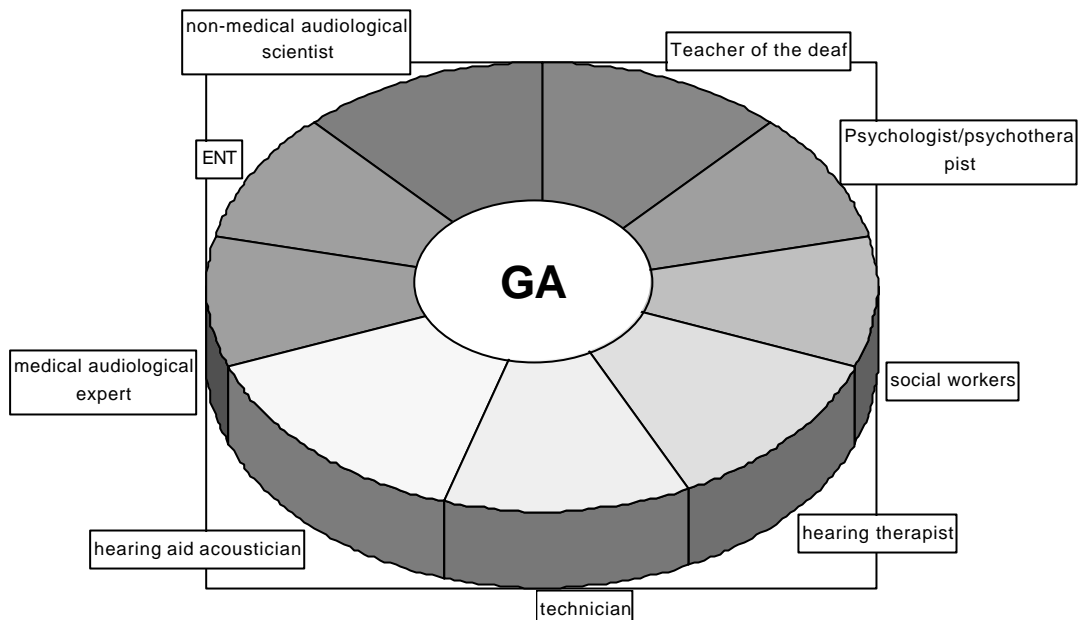 non-medical audiological
scientist
Teacher of the deaf
Psychologist/psychothera
pist
ENT
GA
medical audiological
expert
social workers
hearing aid acoustician
hearing therapist
technician